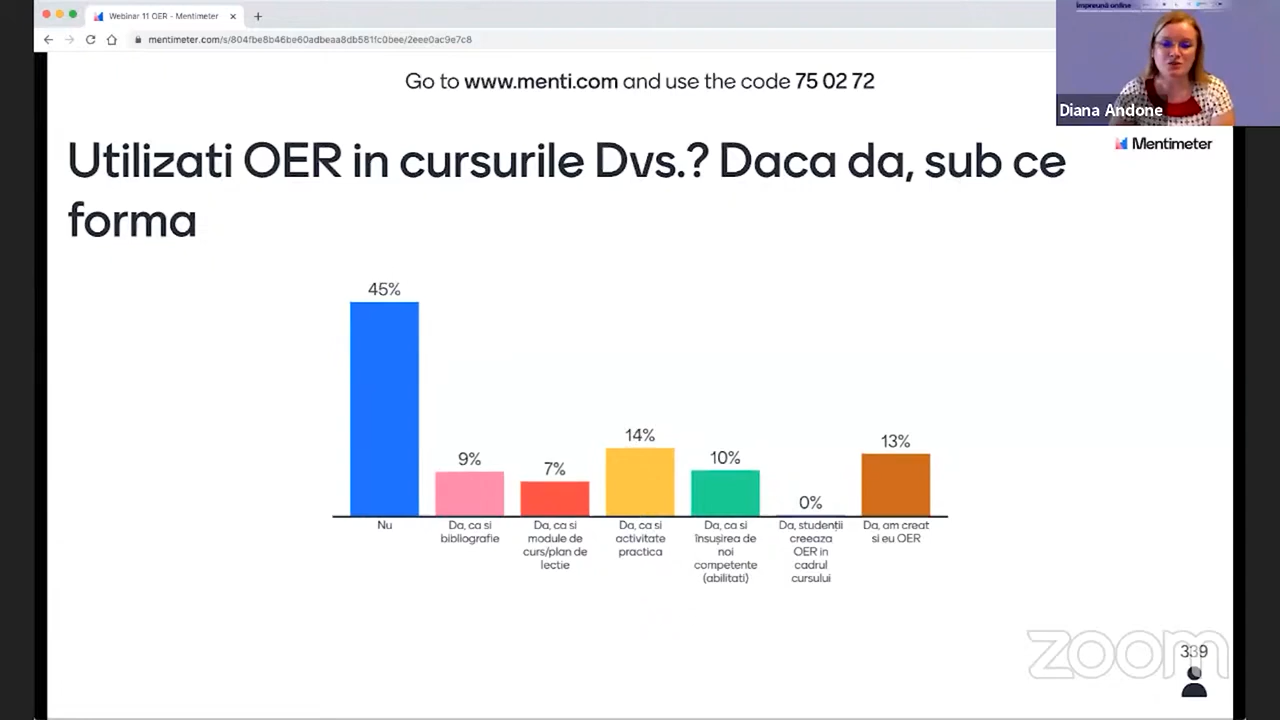 Webinar 11 OER - Mentimeter
împreună online
mentimeter.com/s/804fbe8b46be60adbeaa8db581fc0bee/2eee0ac9e7c8
Go to www.menti.com and use the code 75 02 72
Diana Andone
Mentimeter
Utilizati OER in cursurile Dvs.? Daca da, sub ce
forma
45%
9%
7%
14%
10%
0%
13%
Nu
Da, ca si
bibliografie
Da, ca si
module de
curs/plan de
lectie
Da, ca si
activitate
practica
Da, ca si
însușirea de
noi
competente
(abilitati)
Da, studenții
creeaza
OER in
cadrul
cursului
Da, am creat
si eu OER
zoom
339